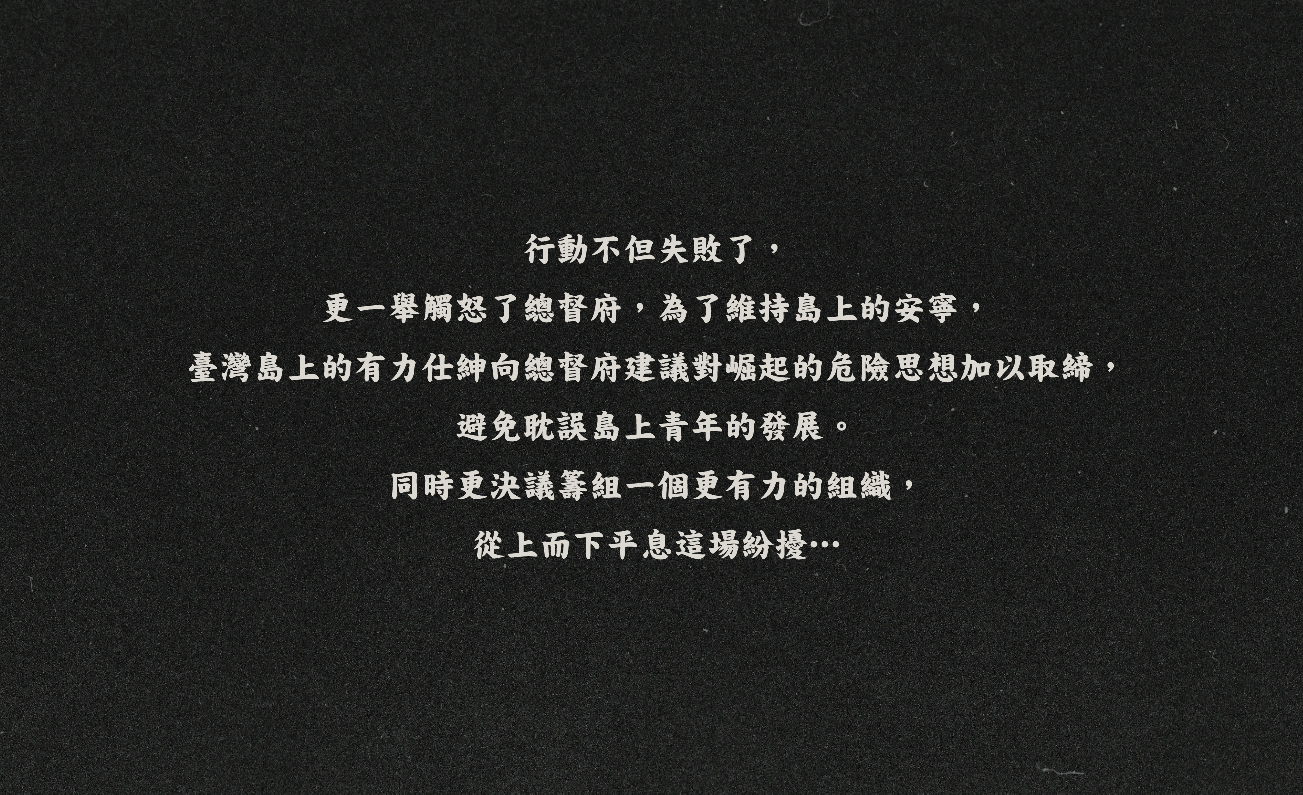 行動不但失敗了，
更一舉觸怒了總督府，為了維持島上的安寧，
臺灣島上的有力仕紳向總督府建議對崛起的危險思想加以取締，
避免耽誤島上青年的發展。
同時更決議籌組一個更有力的組織，
從上而下平息這場紛擾…